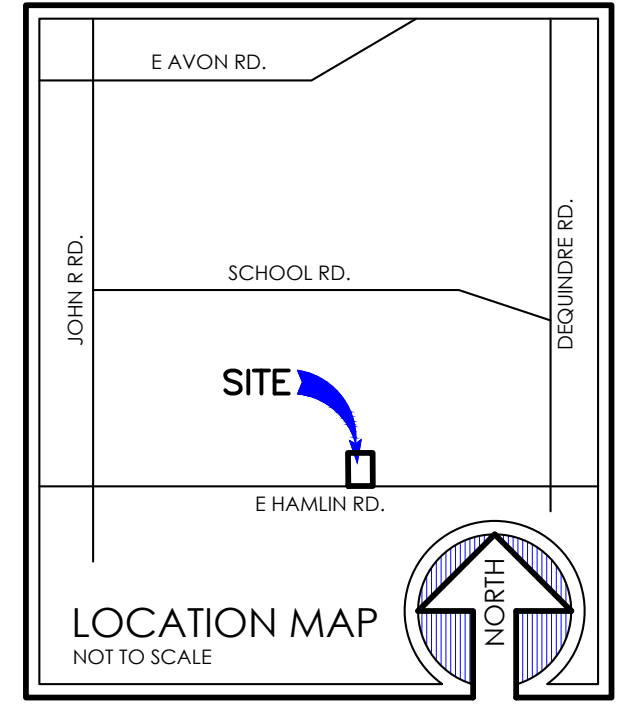 E AVON RD.
JOHN R RD.
SCHOOL RD.
DEQUINDRE RD.
SITE
E HAMLIN RD.
LOCATION MAP
NOT TO SCALE
NORTH